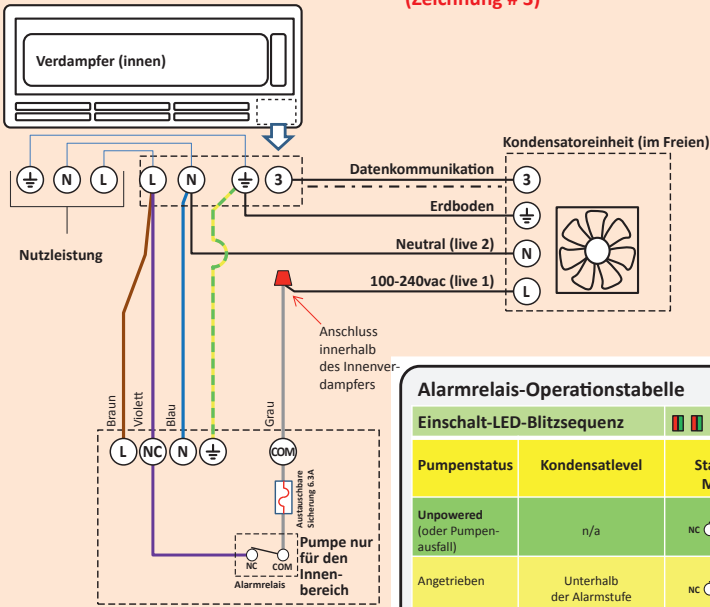 (Zeichnung # 3)
Verdampfer (innen)
Kondensatoreinheit (im Freien)
N
L
L
N
3
Datenkommunikation
3
Erdboden
Neutral (live 2)
N
100-240vac (live 1)
L
Nutzleistung
Anschluss
innerhalb
des Innenver-
dampfers
Braun
Violett
Blau
Grau
L
NC
N
COM
Austauschbare
Sicherung 6.3A
NC
COM
Alarmrelais
Pumpe nur
für den
Innen-
bereich
Alarmrelais-Operationstabelle
Einschalt-LED-Blitzsequenz
Pumpenstatus
Kondensatlevel
Unpowered
(oder Pumpen-
ausfall)
n/a
NC
Angetrieben
Unterhalb
der Alarmstufe
NC